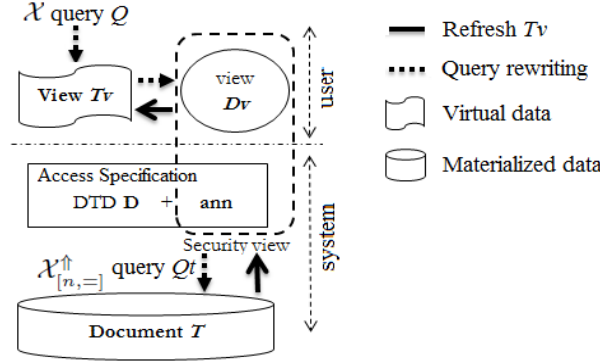 𝒳 query Q
View Tv
view
Dv
user
Access Specification
DTD D + ann
Security view
𝒳⇑[n,=] query Qt
system
Document T
Refresh Tv
Query rewriting
Virtual data
Materialized data